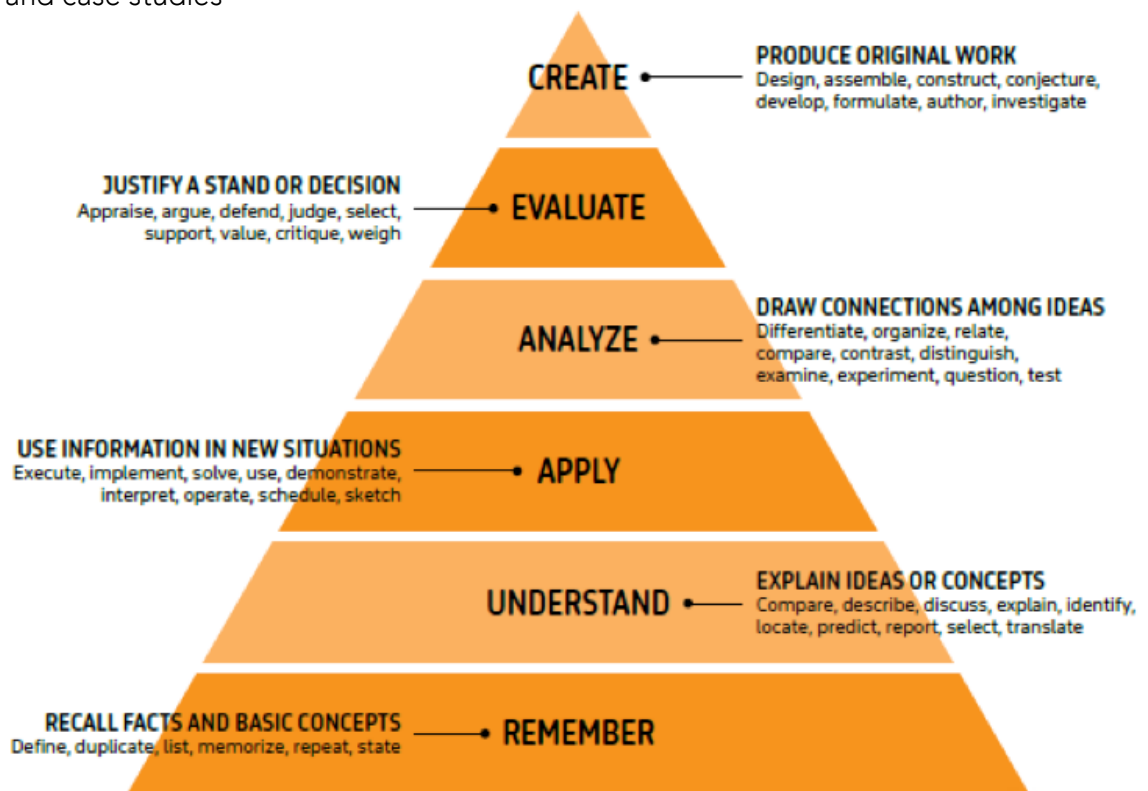 and case studies
CREATE
PRODUCE ORIGINAL WORK
Design, assemble, construct, conjecture,
develop, formulate, author, investigate
JUSTIFY A STAND OR DECISION
Appraise, argue, defend, judge, select,
support, value, critique, weigh
EVALUATE
ANALYZE
DRAW CONNECTIONS AMONG IDEAS
Differentiate, organize, relate,
compare, contrast, distinguish,
examine, experiment, question, test
USE INFORMATION IN NEW SITUATIONS
Execute, implement, solve, use, demonstrate,
interpret, operate, schedule, sketch
APPLY
UNDERSTAND
EXPLAIN IDEAS OR CONCEPTS
Compare, describe, discuss, explain, identify,
locate, predict, report, select, translate
RECALL FACTS AND BASIC CONCEPTS
Define, duplicate, list, memorize, repeat, state
REMEMBER